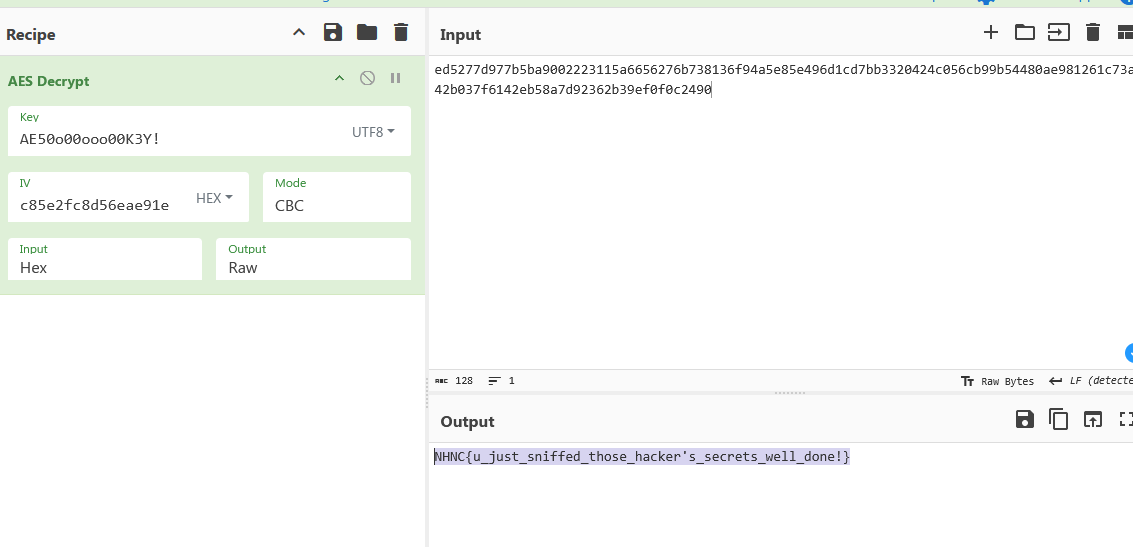 Recipe
AES Decrypt
Key
AE50o00ooo00K3Y!
UTF8
IV
c85e2fc8d56eae91e
HEX
Mode
CBC
Input
Hex
Output
Raw
Input
ed5277d977b5ba9002223115a6656276b738136f94a5e85e496d1cd7bb3320424c056cb99b54480ae981261c73a
42b037f6142eb58a7d92362b39ef0f0c2490
ABC 128
1
Raw Bytes
LF (detecte
Output
NHNC{u_just_sniffed_those_hacker's_secrets_well_done!}